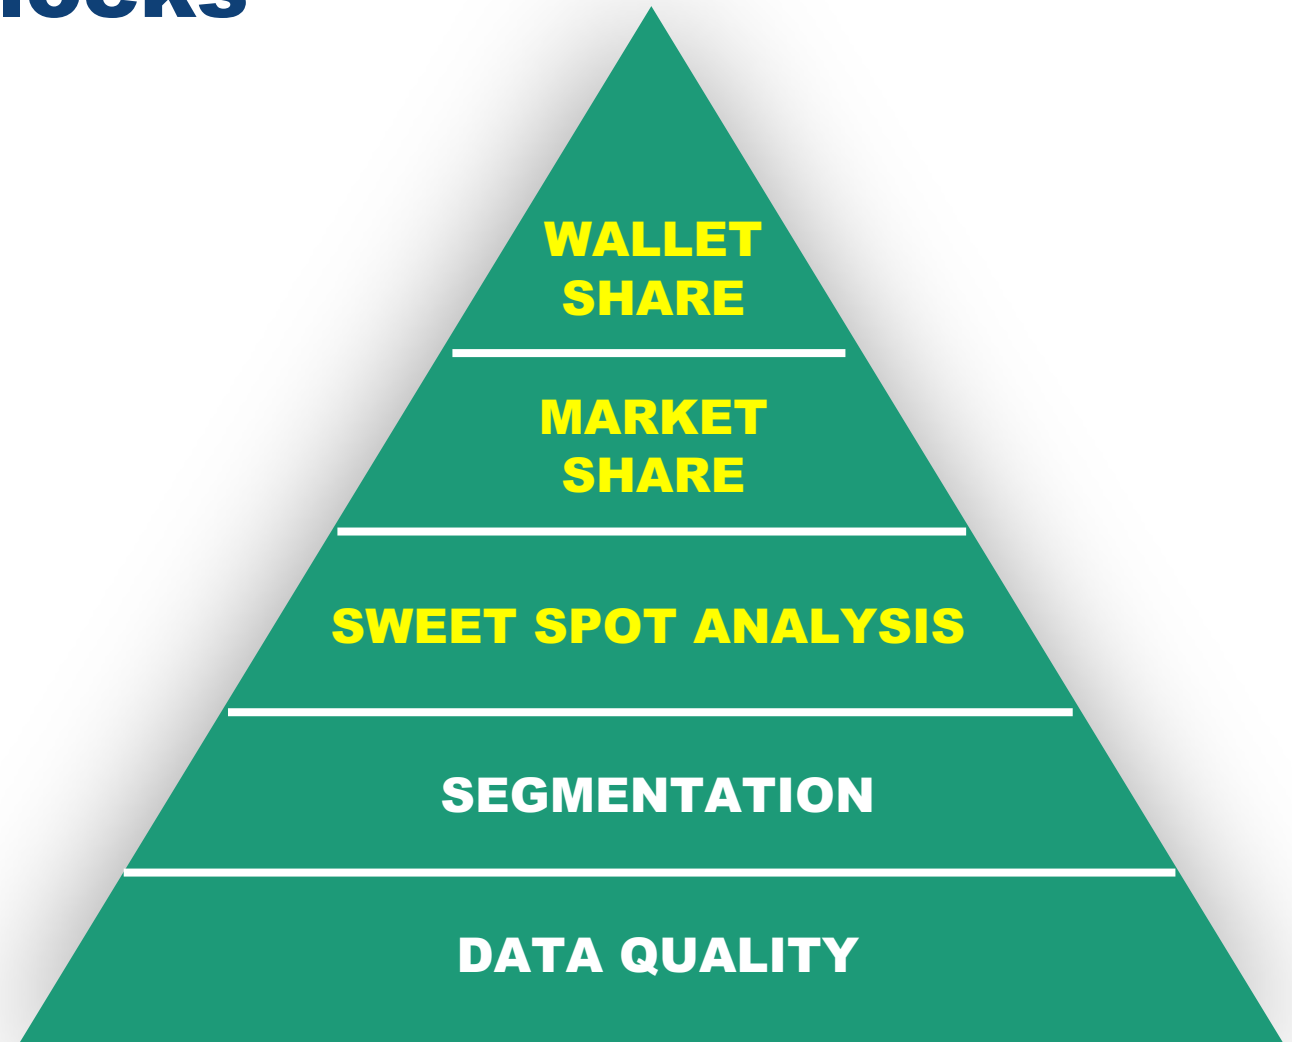 WALLET
SHARE
MARKET
SHARE
SWEET SPOT ANALYSIS
SEGMENTATION
DATA QUALITY